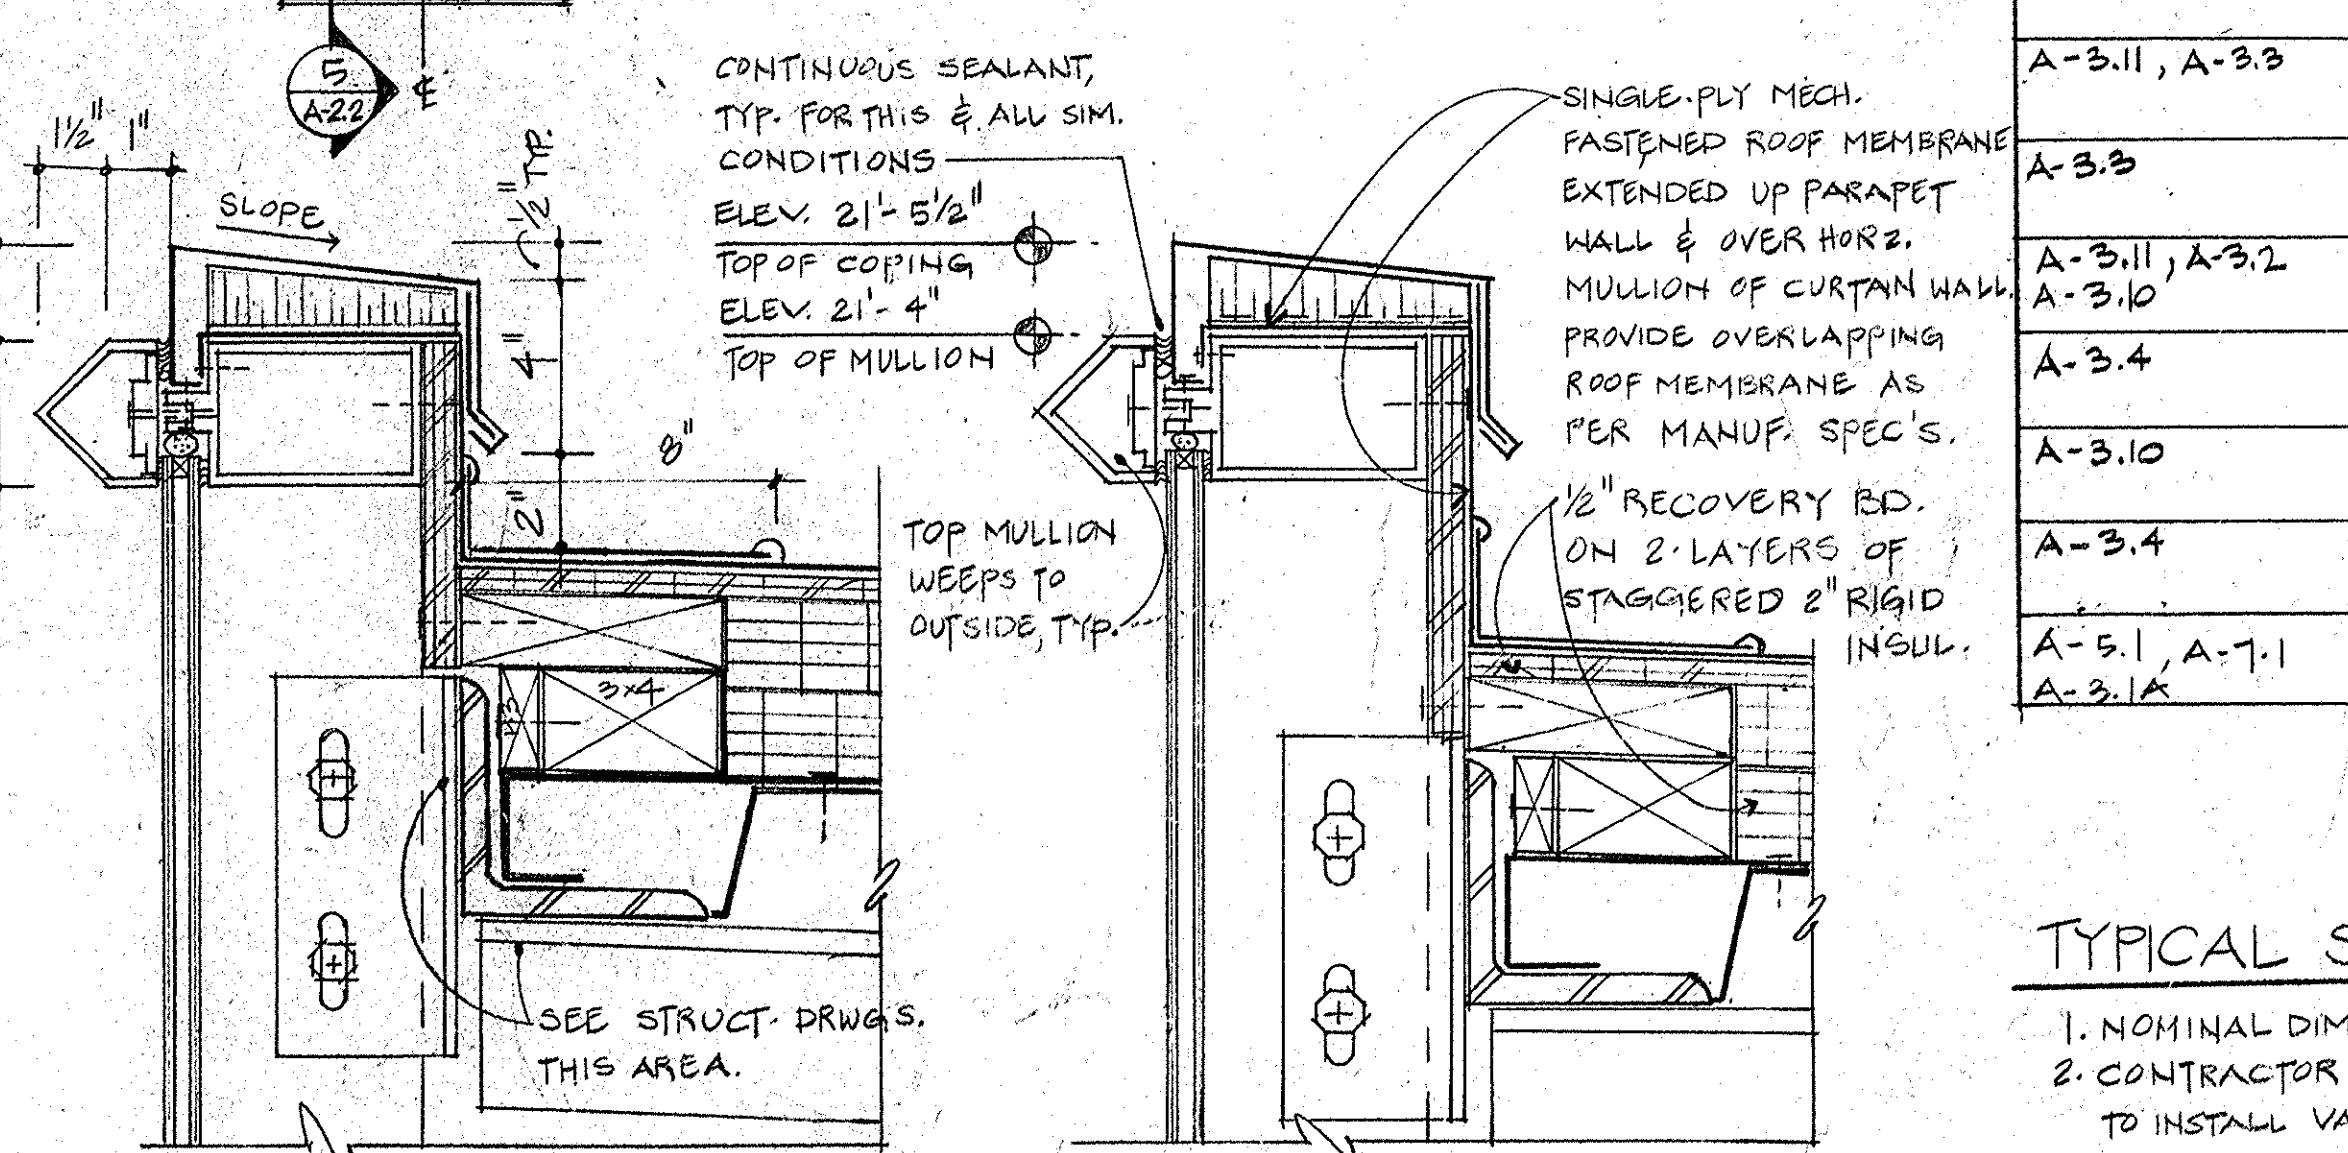 5
A-2.2
℄
1½" 1"
SLOPE
½" TYP.
4"
2"
8"
CONTINUOUS SEALANT,
TYP. FOR THIS & ALL SIM.
CONDITIONS
ELEV. 21'- 5½"
TOP OF COPING
ELEV. 21'- 4"
TOP OF MULLION
TOP MULLION
WEEPS TO
OUTSIDE, TYP.
3x4
SEE STRUCT. DRWGS.
THIS AREA.
SINGLE-PLY MECH.
FASTENED ROOF MEMBRANE
EXTENDED UP PARAPET
WALL & OVER HORZ.
MULLION OF CURTAIN WALL.
PROVIDE OVERLAPPING
ROOF MEMBRANE AS
PER MANUF. SPEC'S.
½" RECOVERY BD.
ON 2-LAYERS OF
STAGGERED 2" RIGID
INSUL.
A-3.11, A-3.3
A-3.3
A-3.11, A-3.2
A-3.10
A-3.4
A-3.10
A-3.4
A-5.1, A-7.1
A-3.1A
TYPICAL S
1. NOMINAL DIM
2. CONTRACTOR
TO INSTALL VA